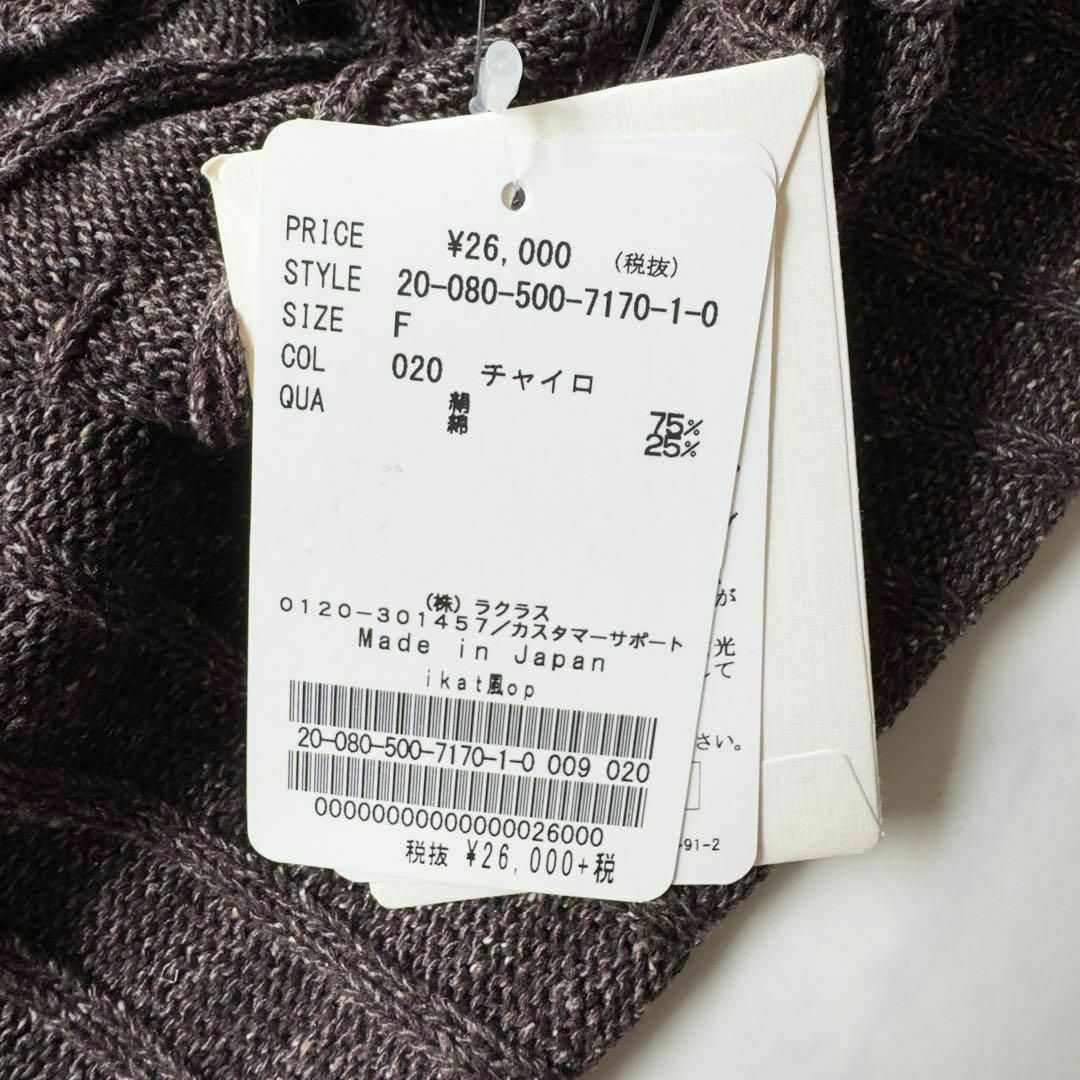 PRICE ¥26,000 (税抜)
STYLE 20-080-500-7170-1-0
SIZE F
COL 020 チャイロ
QUA 絹 75%
綿 25%
(株)ラクラス
0120-301457/カスタマーサポート
Made in Japan
ikat風op
20-080-500-7170-1-0 009 020
0000000000000026000
税抜 ¥26,000+税
が
光
して
さい。
-91-2